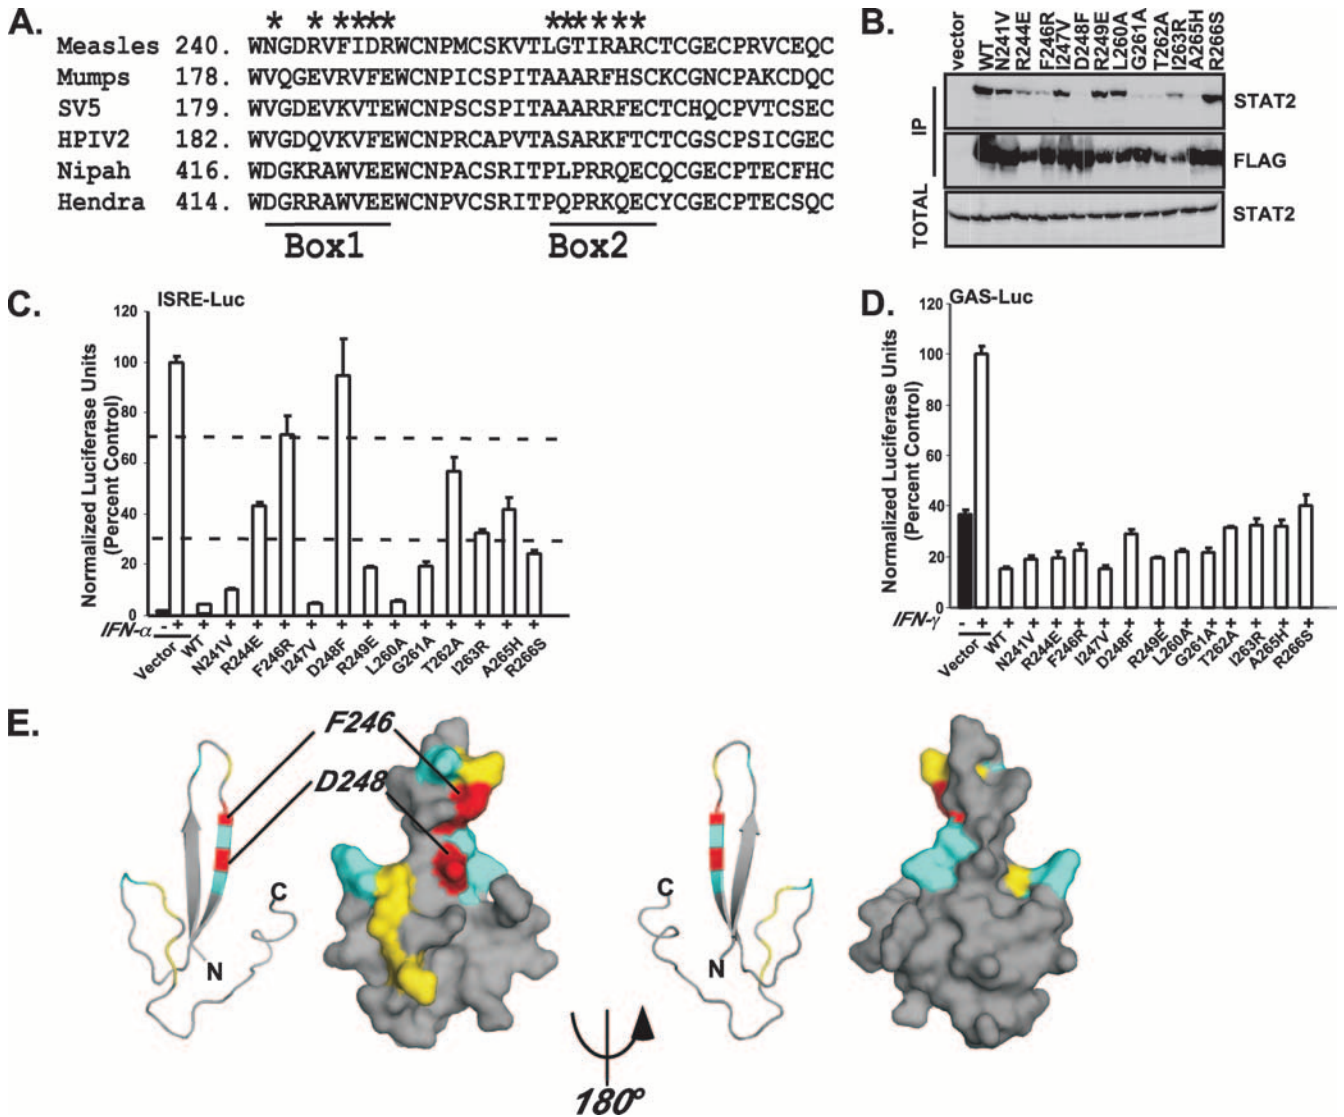 A.
* * **** *** * **
Measles 240. WNGDRVFIDRWCNPMCSKVTLGTIRARCTCGECPRVCEQC
Mumps 178. WVQGEVRVFEWCNPICSPITAAARFHSCKCGNCPAKCDQC
SV5 179. WVGDEVKVTEWCNPRCSPITAAARRFECTCHQCPVTCSEC
HPIV2 182. WVGDQVKVFEWCNPRCAPVTASARKFTCTCGSCPSICGEC
Nipah 416. WDGKRAWVEEWCNPACSRITPLPRRQECQCGECPTECFHC
Hendra 414. WDGRRAWVEEWCNPVCSRITPQPRKQECYCGECPTECSQC
Box1 Box2
B.
vector WT N241V R244E F246R I247V D248F R249E L260A G261A T262A I263R A265H R266S
IP
STAT2
FLAG
TOTAL
STAT2
C.
ISRE-Luc
Normalized Luciferase Units
(Percent Control)
120
100
80
60
40
20
0
IFN-α - + + + + + + + + + + + + + +
Vector WT N241V R244E F246R I247V D248F R249E L260A G261A T262A I263R A265H R266S
D.
GAS-Luc
Normalized Luciferase Units
(Percent Control)
120
100
80
60
40
20
0
IFN-γ - + + + + + + + + + + + + + +
Vector WT N241V R244E F246R I247V D248F R249E L260A G261A T262A I263R A265H R266S
E.
F246
D248
C
N
C
N
180°